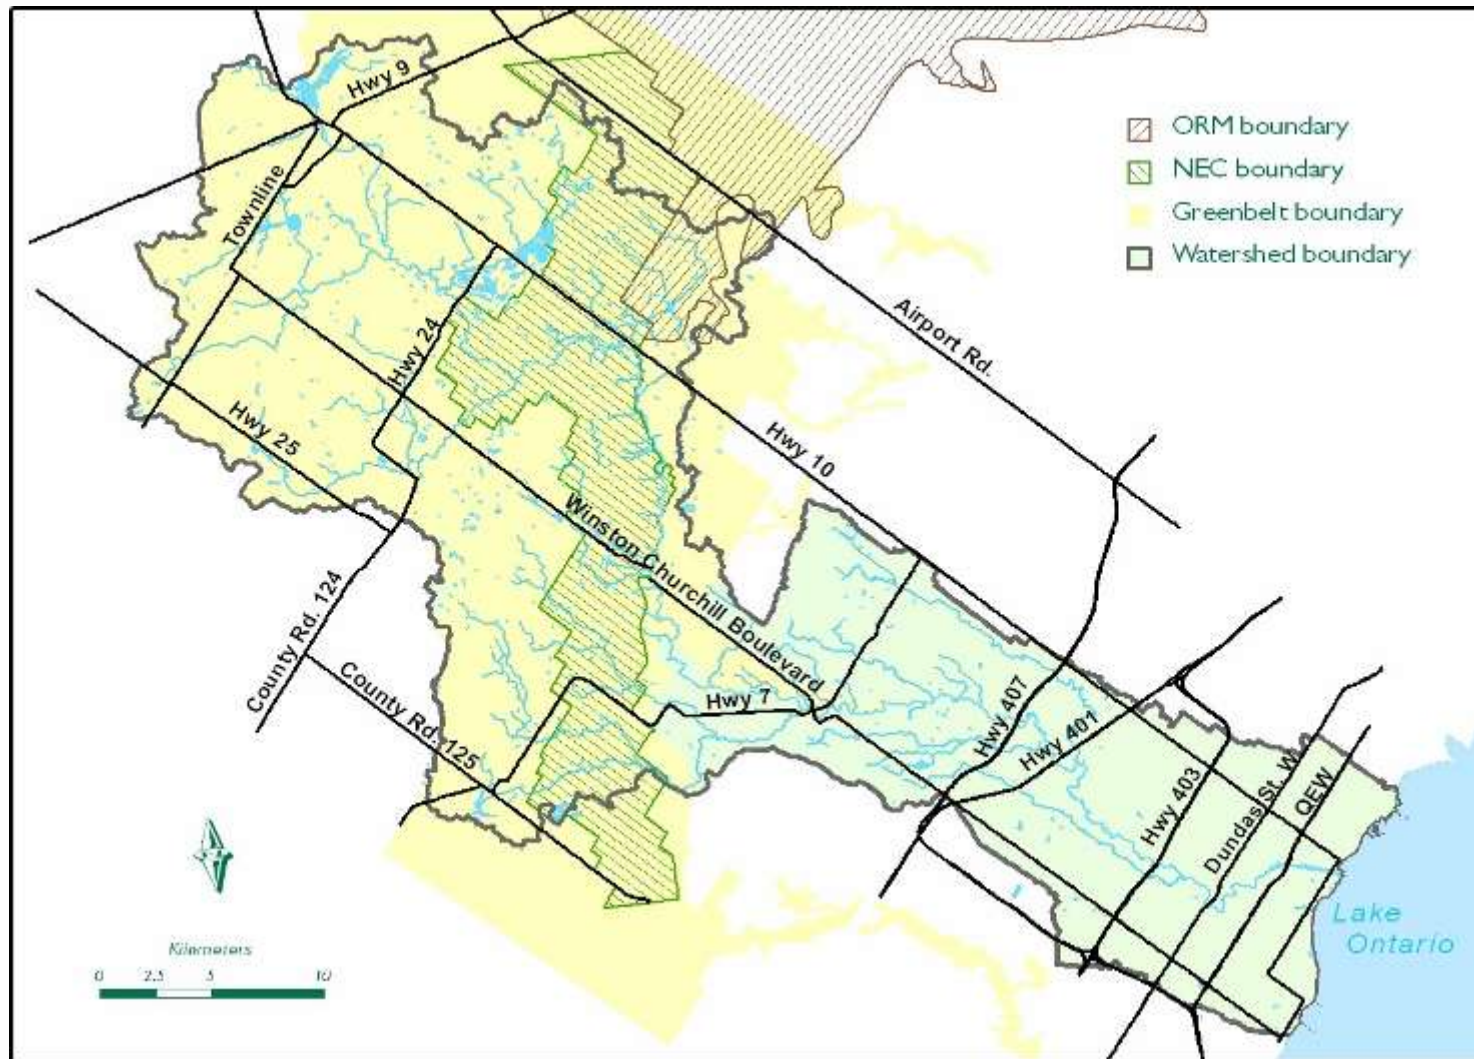 Hwy 9
ORM boundary
NEC boundary
Greenbelt boundary
Watershed boundary
Townline
Airport Rd.
Hwy 24
Hwy 25
Hwy 10
Winston Churchill Boulevard
County Rd. 124
County Rd. 125
Hwy 7
Hwy 407
Hwy 401
Hwy 403
Dundas St. W.
QEW
Lake
Ontario
Kilometers
0 2.5 5 10